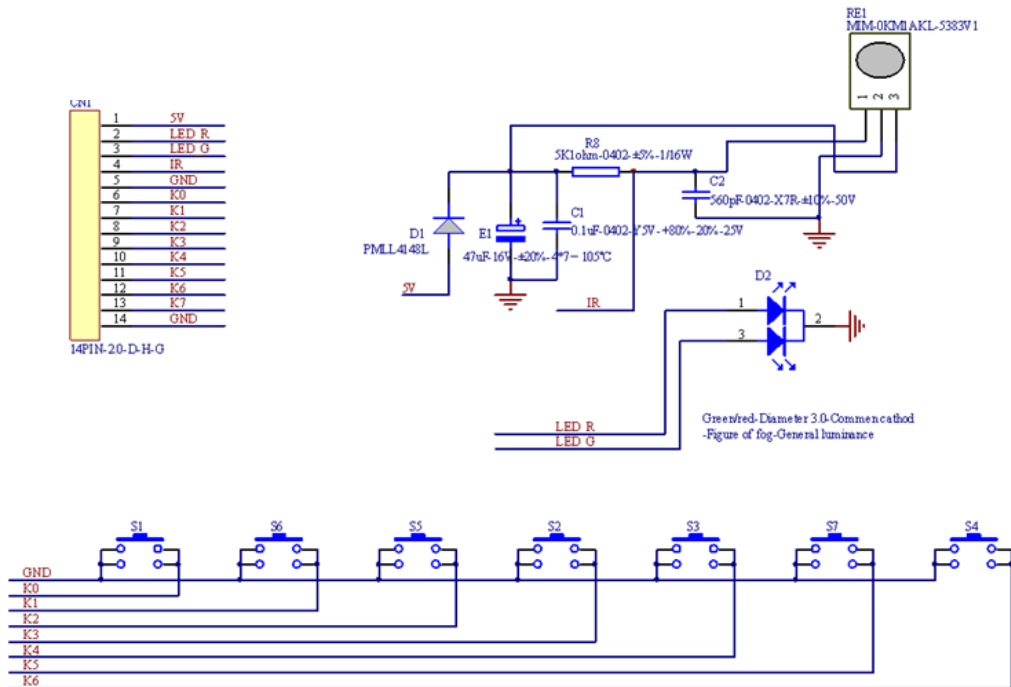 RE1
MIM-0KM1AKL-5383V1
1 2 3
CN1
1 5V
2 LED R
3 LED G
4 IR
5 GND
6 K0
7 K1
8 K2
9 K3
10 K4
11 K5
12 K6
13 K7
14 GND
14PIN-2.0-D-H-G
R8
5K1ohm-0402-±5%-1/16W
C2
560pF-0402-X7R-±10%-50V
C1
0.1uF-0402-Y5V-+80%-20%-25V
D1
PMLL4148L
E1
+
47uF-16V-±20%-4*7-105℃
5V
IR
D2
1
2
3
Green/red-Diameter 3.0-Commen cathod
-Figure of fog-General luminance
LED R
LED G
S1 S6 S5 S2 S3 S7 S4
GND
K0
K1
K2
K3
K4
K5
K6